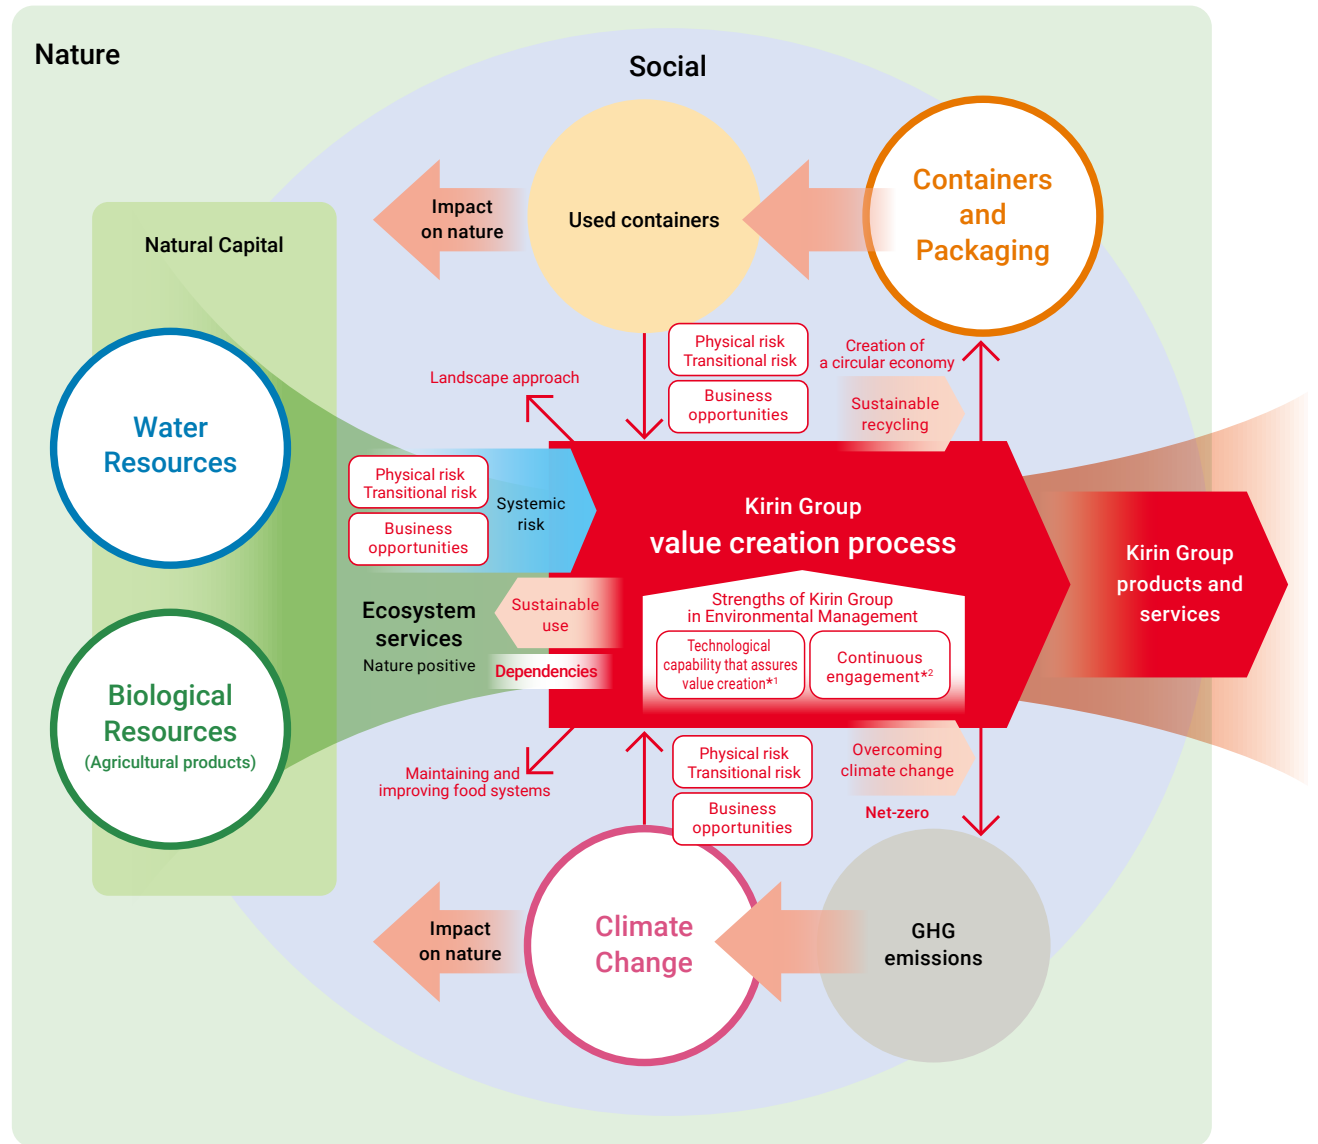 Nature
Social
Containers
and
Packaging
Used containers
Impact
on nature
Natural Capital
Water
Resources
Biological
Resources
(Agricultural products)
Landscape approach
Physical risk
Transitional risk
Business
opportunities
Creation of
a circular economy
Sustainable
recycling
Physical risk
Transitional risk
Business
opportunities
Systemic
risk
Kirin Group
value creation process
Kirin Group
products and
services
Ecosystem
services
Nature positive
Sustainable
use
Dependencies
Strengths of Kirin Group
in Environmental Management
Technological
capability that assures
value creation*1
Continuous
engagement*2
Maintaining and
improving food systems
Physical risk
Transitional risk
Business
opportunities
Overcoming
climate change
Net-zero
Impact
on nature
Climate
Change
GHG
emissions